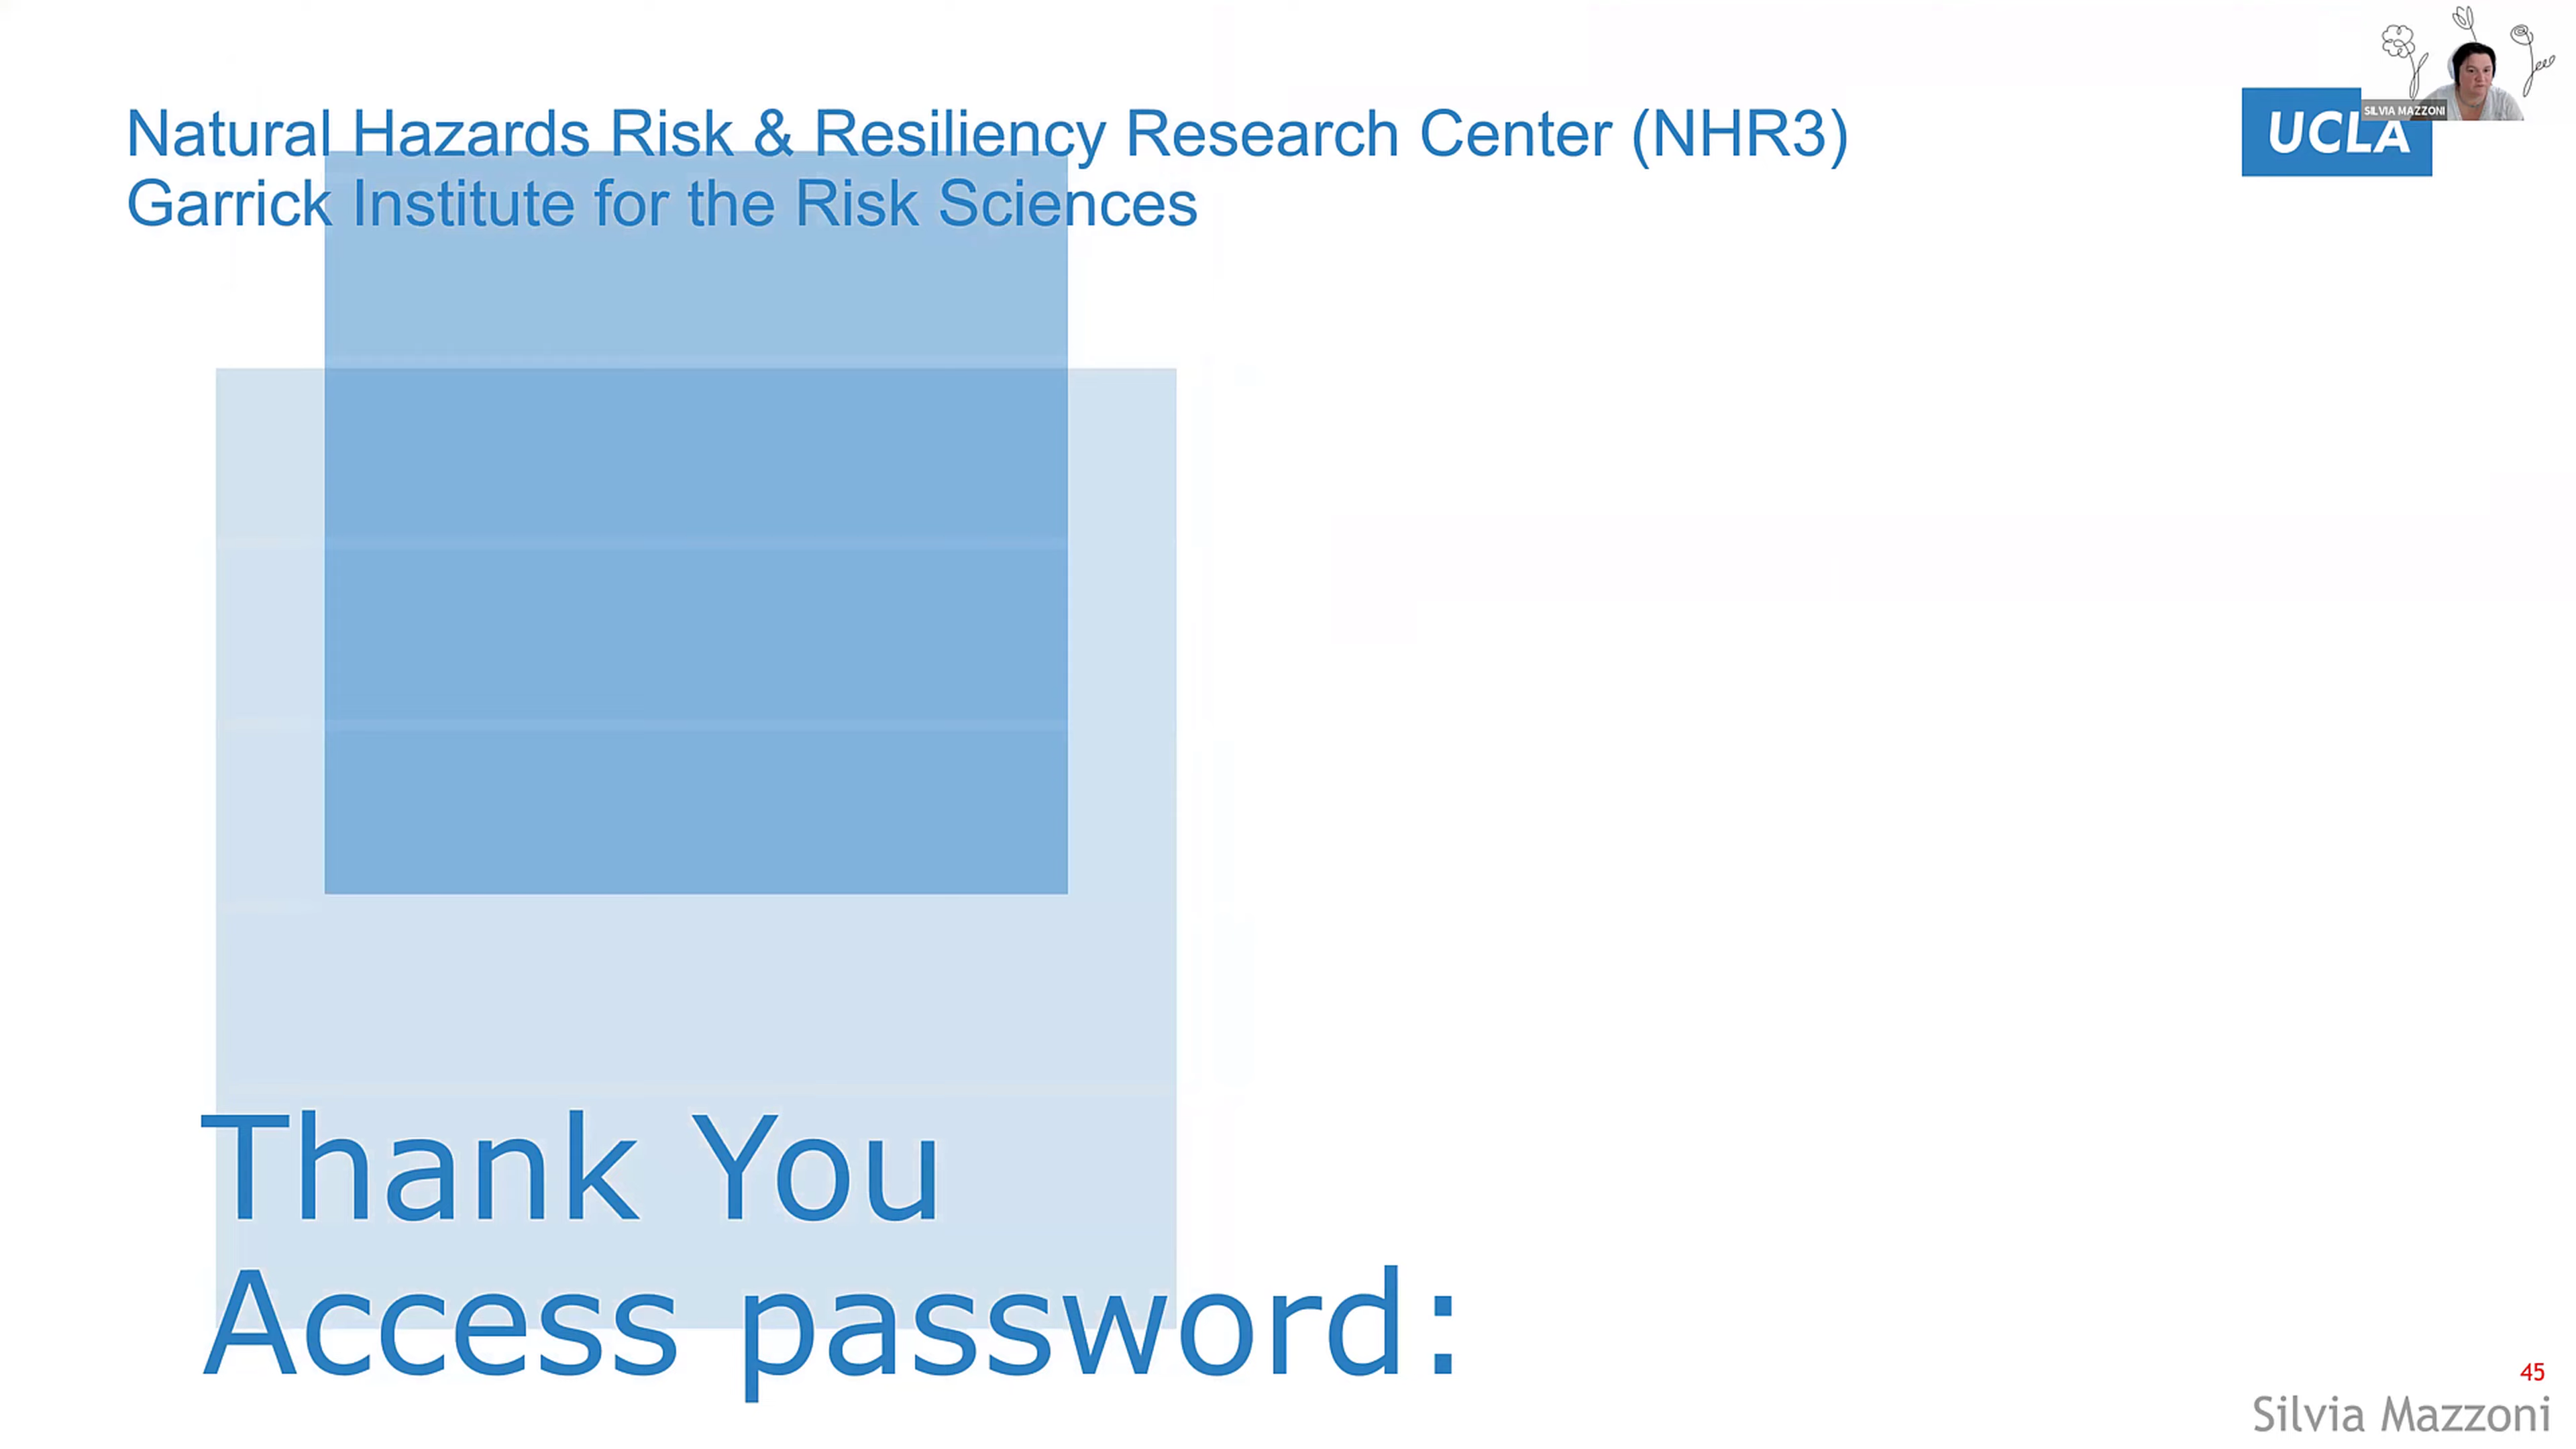 Natural Hazards Risk & Resiliency Research Center (NHR3)
Garrick Institute for the Risk Sciences
UCLA
SILVIA MAZZONI
Thank You
Access password:
45
Silvia Mazzoni